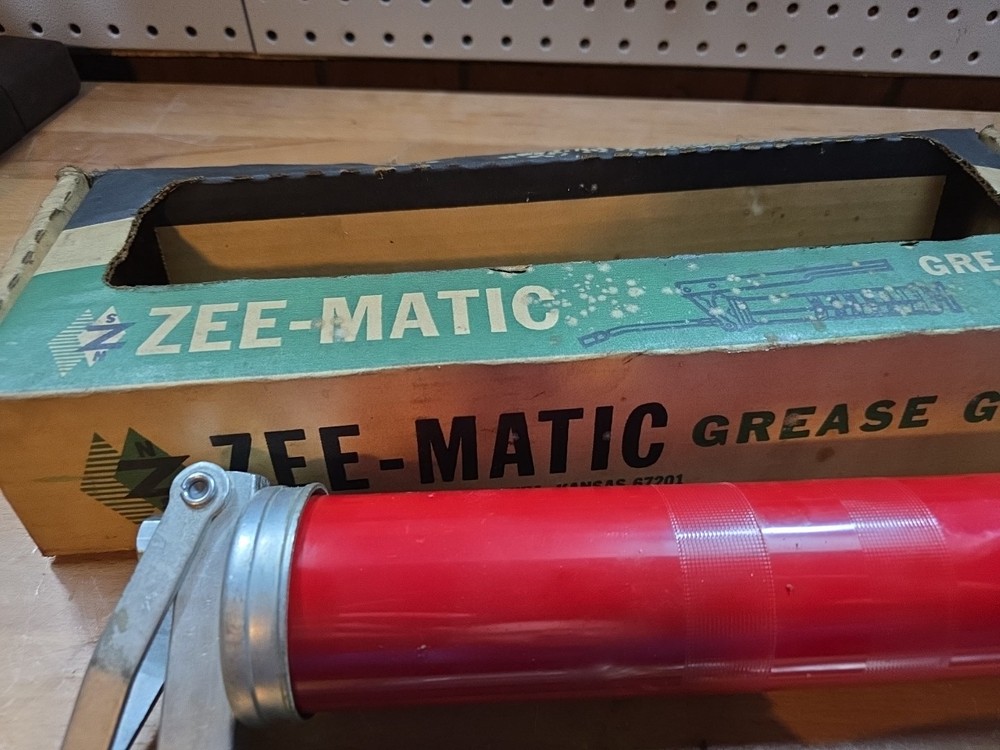 S
Z
N
ZEE-MATIC
GRE
N
Z
ZEE-MATIC GREASE G
KANSAS 67201